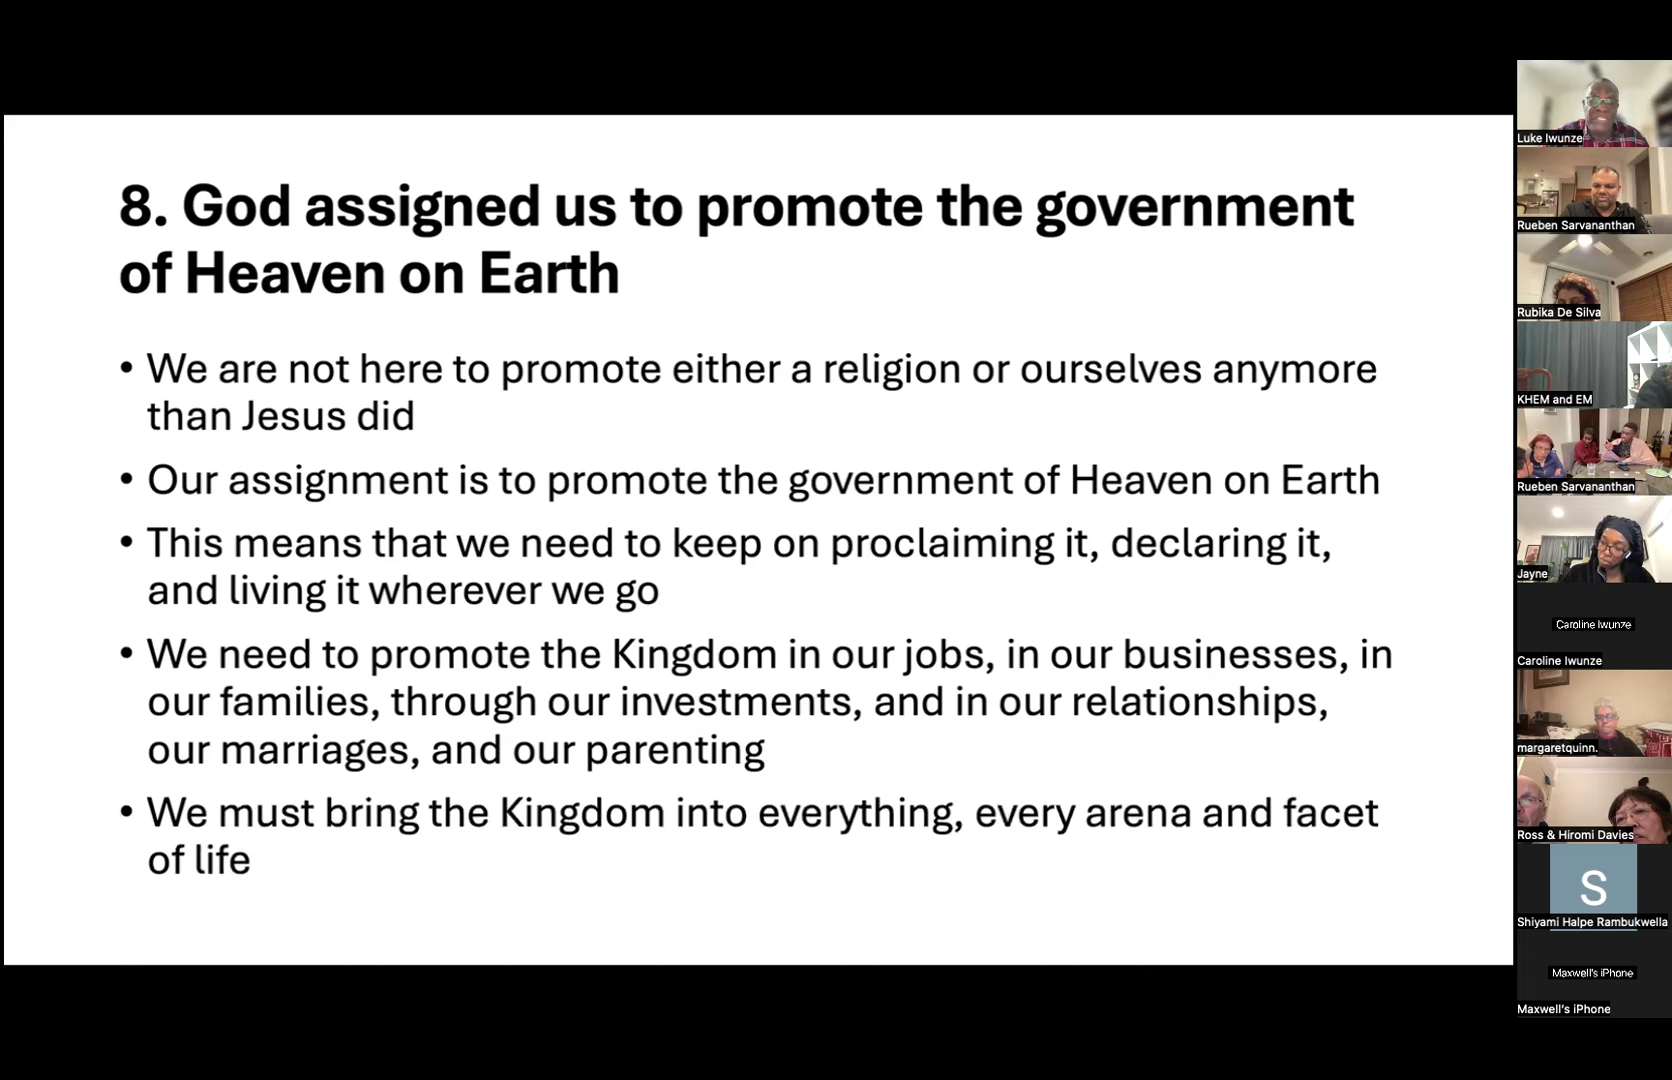 8. God assigned us to promote the government
of Heaven on Earth
• We are not here to promote either a religion or ourselves anymore
than Jesus did
• Our assignment is to promote the government of Heaven on Earth
• This means that we need to keep on proclaiming it, declaring it,
and living it wherever we go
• We need to promote the Kingdom in our jobs, in our businesses, in
our families, through our investments, and in our relationships,
our marriages, and our parenting
• We must bring the Kingdom into everything, every arena and facet
of life
Luke Iwunze
Rueben Sarvananthan
Rubika De Silva
KHEM and EM
Rueben Sarvananthan
Jayne
Caroline Iwunze
Caroline Iwunze
margaretquinn.
Ross & Hiromi Davies
S
Shiyami Halpe Rambukwella
Maxwell's iPhone
Maxwell's iPhone